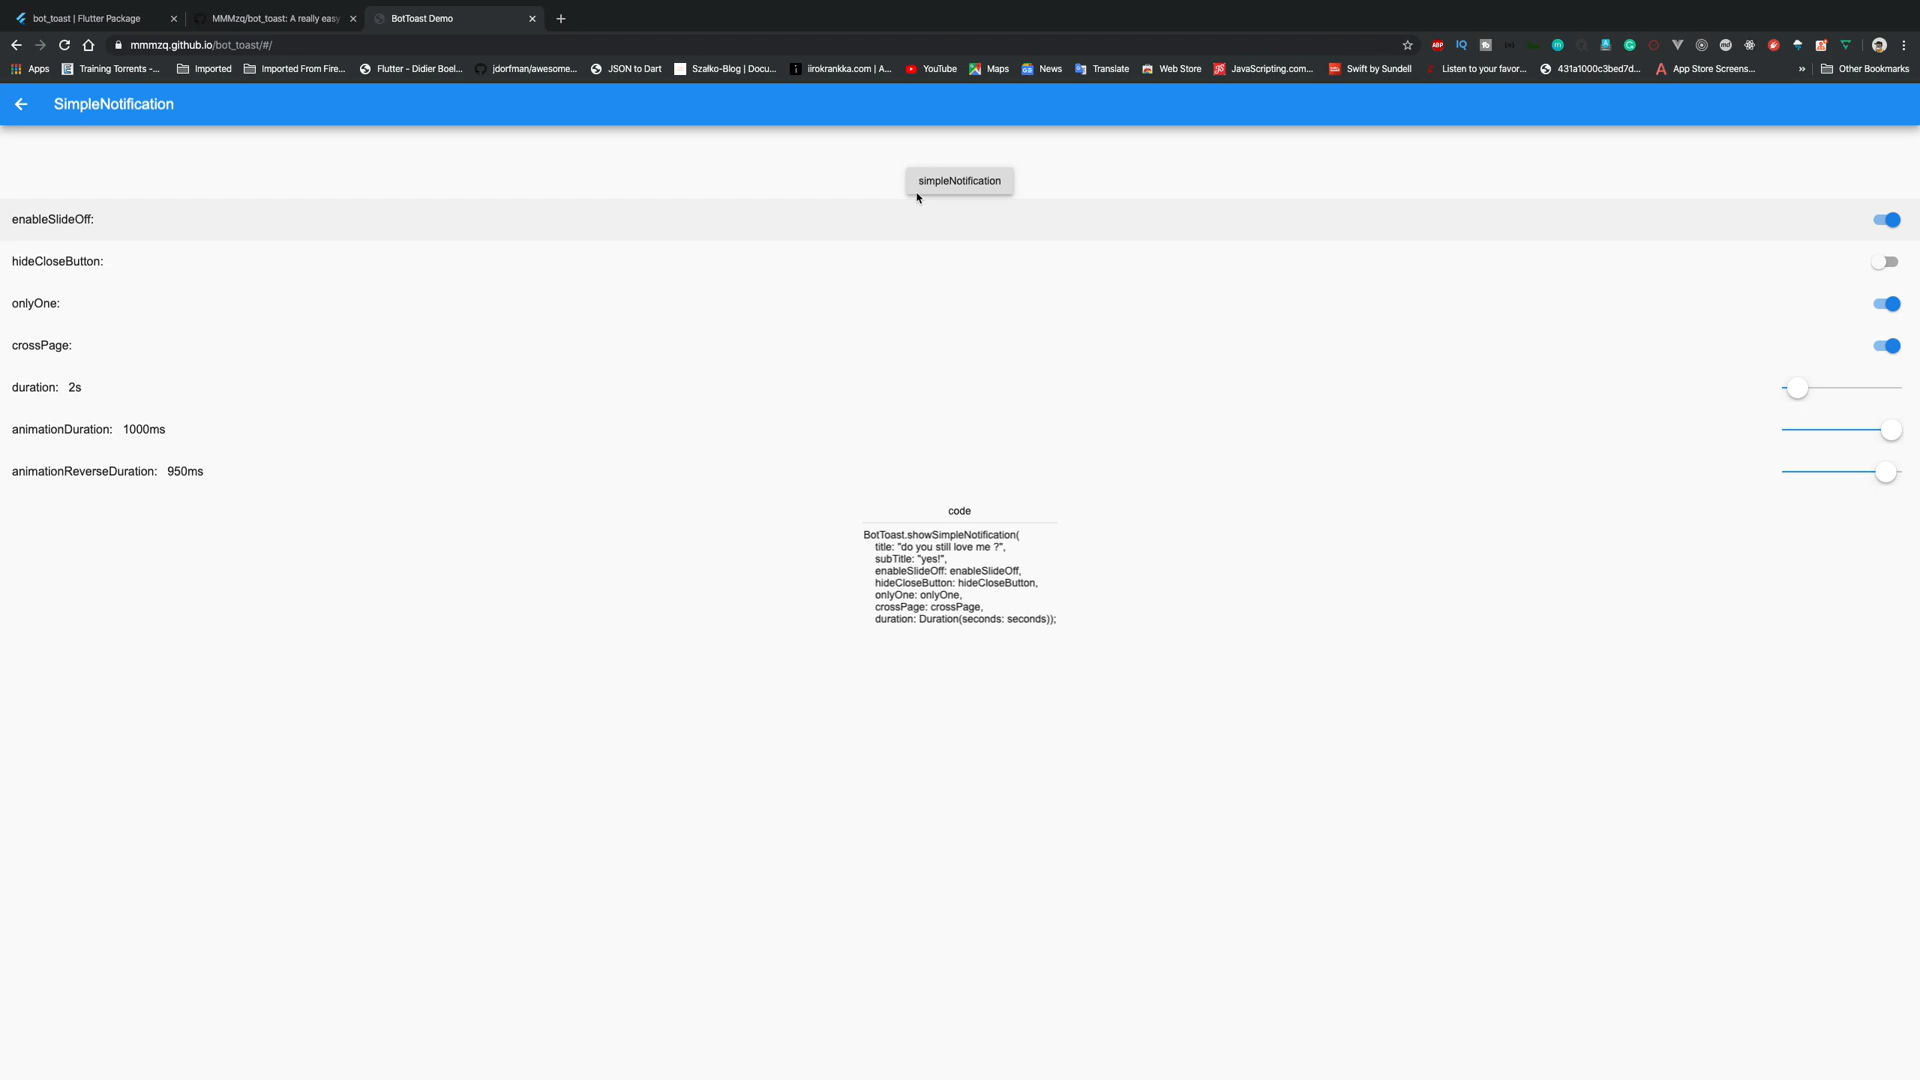 bot_toast | Flutter Package
MMMzq/bot_toast: A really easy
BotToast Demo
mmmzq.github.io/bot_toast/#/
Apps
Training Torrents -...
Imported
Imported From Fire...
Flutter - Didier Boel...
jdorfman/awesome...
JSON to Dart
Szałko-Blog | Docu...
iirokrankka.com | A...
YouTube
Maps
News
Translate
Web Store
JavaScripting.com...
Swift by Sundell
Listen to your favor...
431a1000c3bed7d...
App Store Screens...
»
Other Bookmarks
SimpleNotification
simpleNotification
enableSlideOff:
hideCloseButton:
onlyOne:
crossPage:
duration: 2s
animationDuration: 1000ms
animationReverseDuration: 950ms
code
BotToast.showSimpleNotification(
title: "do you still love me ?",
subTitle: "yes!",
enableSlideOff: enableSlideOff,
hideCloseButton: hideCloseButton,
onlyOne: onlyOne,
crossPage: crossPage,
duration: Duration(seconds: seconds));